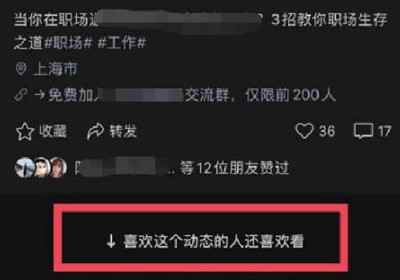 当你在职场遇 ？3招教你职场生存
之道#职场# #工作#
上海市
→免费加入 交流群，仅限前200人
收藏 转发 36 17
等12位朋友赞过
↓ 喜欢这个动态的人还喜欢看